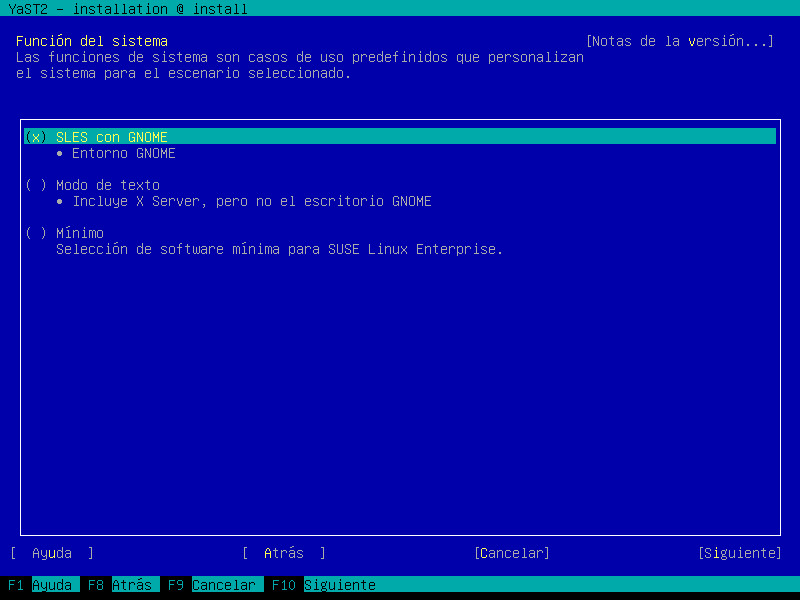 YaST2 - installation @ install
Función del sistema [Notas de la versión...]
Las funciones de sistema son casos de uso predefinidos que personalizan
el sistema para el escenario seleccionado.
(x) SLES con GNOME
• Entorno GNOME
( ) Modo de texto
• Incluye X Server, pero no el escritorio GNOME
( ) Mínimo
Selección de software mínima para SUSE Linux Enterprise.
[ Ayuda ] [ Atrás ] [Cancelar] [Siguiente]
F1 Ayuda F8 Atrás F9 Cancelar F10 Siguiente